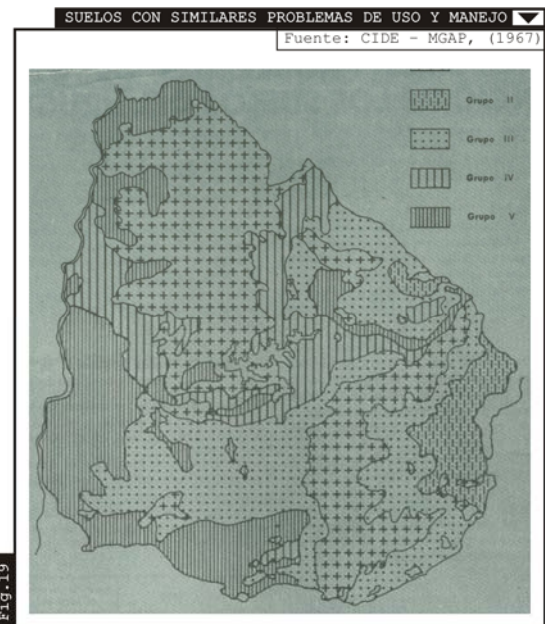 SUELOS CON SIMILARES PROBLEMAS DE USO Y MANEJO
Fuente: CIDE - MGAP, (1967)
Grupo II
Grupo III
Grupo IV
Grupo V
Fig.19